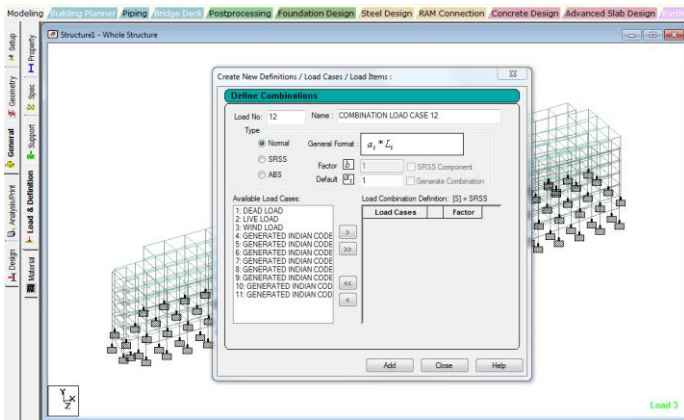 Modeling Building Planner Piping Bridge Deck Postprocessing Foundation Design Steel Design RAM Connection Concrete Design Advanced Slab Design Earth
Structure1 - Whole Structure
Setup
Geometry
General
Analysis/Print
Design
Property
Spec
Support
Load & Definition
Material
Create New Definitions / Load Cases / Load Items :
Define Combinations
Load No: 12 Name : COMBINATION LOAD CASE 12
Type
Normal General Format : aᵢ * Lᵢ
SRSS Factor b 1 SRSS Component
ABS Default aᵢ 1 Generate Combination
Available Load Cases: Load Combination Definition: [S] = SRSS
Load Cases Factor
1: DEAD LOAD
2: LIVE LOAD
3: WIND LOAD
4: GENERATED INDIAN CODE
5: GENERATED INDIAN CODE
6: GENERATED INDIAN CODE
7: GENERATED INDIAN CODE
8: GENERATED INDIAN CODE
9: GENERATED INDIAN CODE
10: GENERATED INDIAN COD
11: GENERATED INDIAN COD
>
>>
<<
<
Add Close Help
Y
X
Z
Load 3